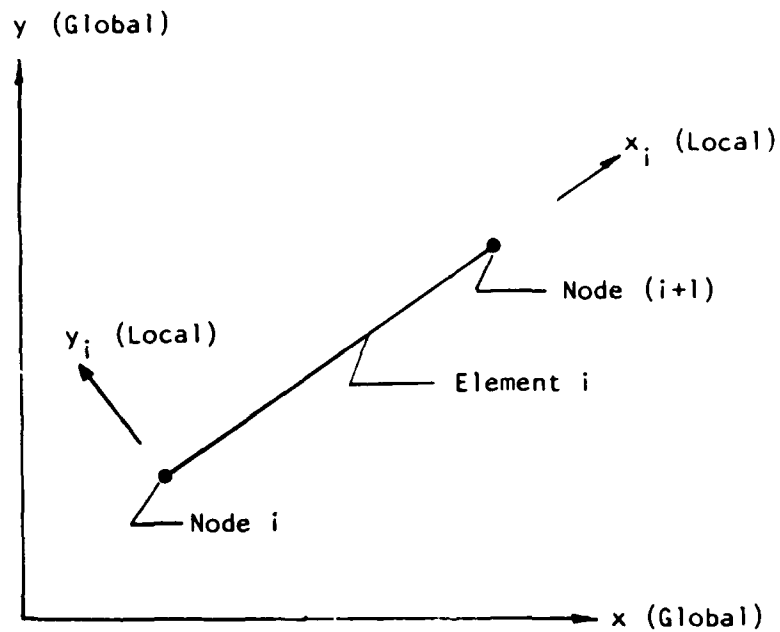 y (Global)
x_i (Local)
Node (i+1)
y_i (Local)
Element i
Node i
x (Global)